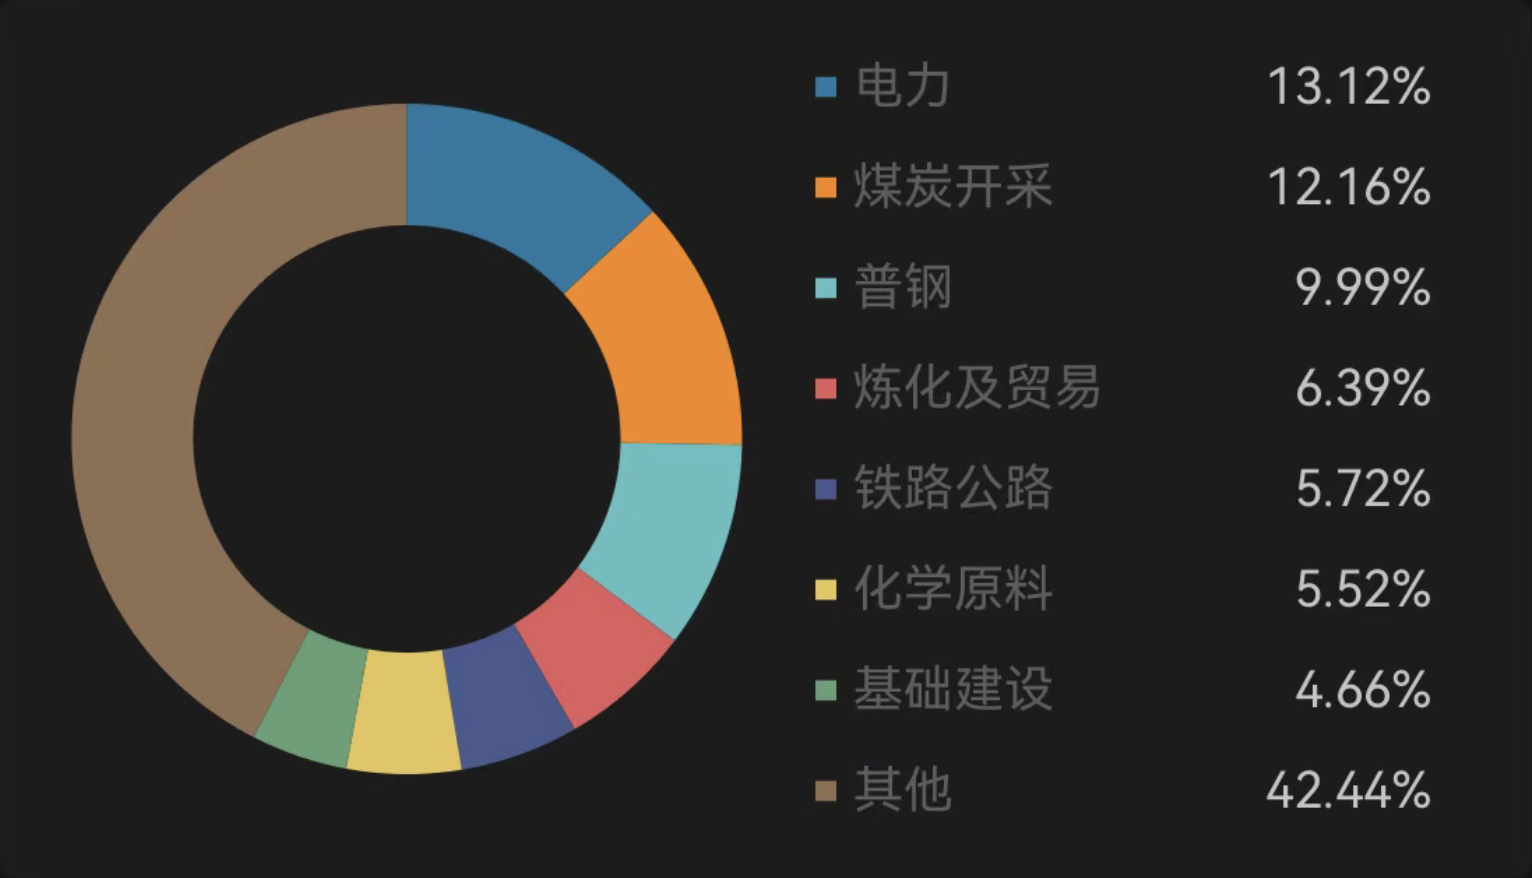 电力 13.12%
煤炭开采 12.16%
普钢 9.99%
炼化及贸易 6.39%
铁路公路 5.72%
化学原料 5.52%
基础建设 4.66%
其他 42.44%